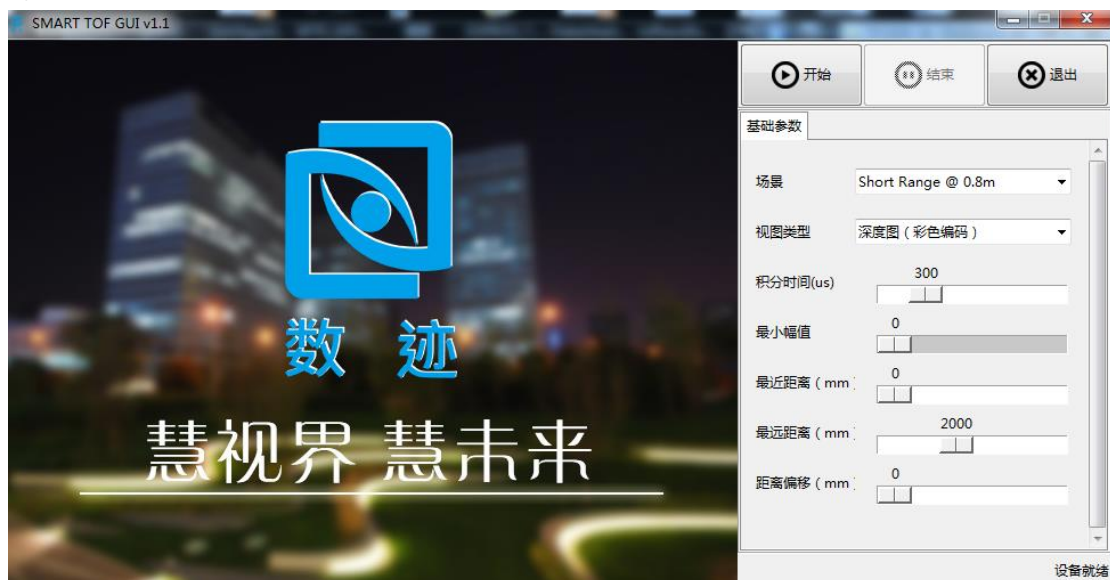 SMART TOF GUI v1.1
开始
结束
退出
基础参数
场景
Short Range @ 0.8m
视图类型
深度图(彩色编码)
积分时间(us)
300
最小幅值
0
最近距离(mm
0
最远距离(mm
2000
距离偏移(mm
0
数 迹
慧视界 慧未来
设备就绪